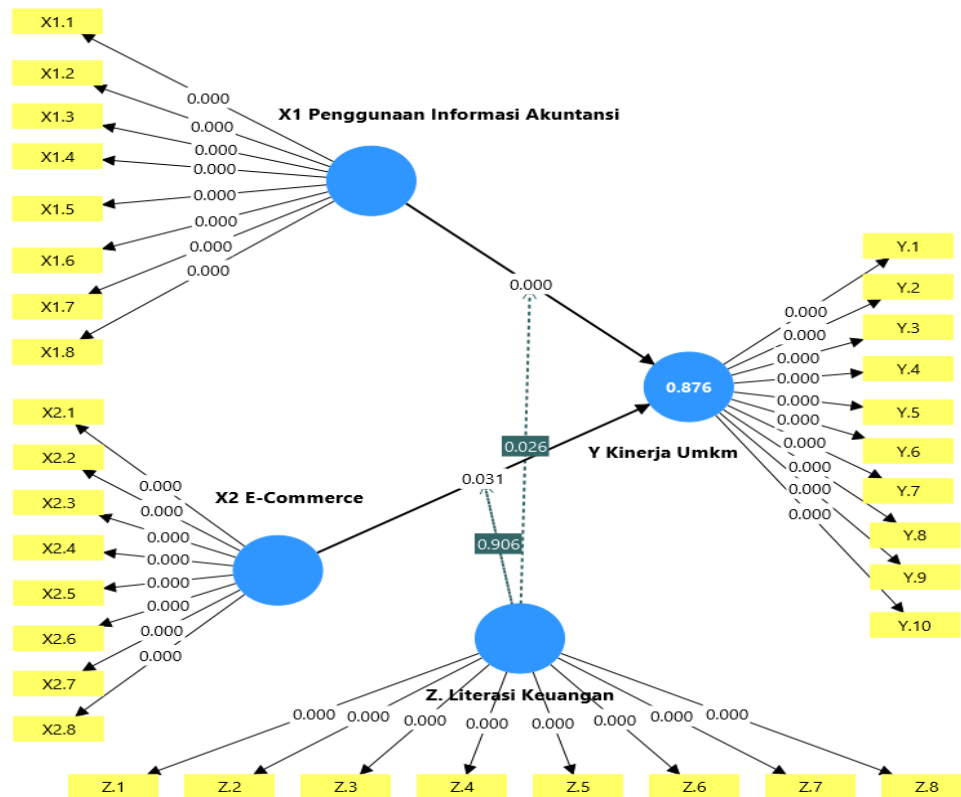 X1.1
X1.2
X1.3
X1.4
X1.5
X1.6
X1.7
X1.8
0.000
0.000
0.000
0.000
0.000
0.000
0.000
0.000
X1 Penggunaan Informasi Akuntansi
0.000
X2.1
X2.2
X2.3
X2.4
X2.5
X2.6
X2.7
X2.8
0.000
0.000
0.000
0.000
0.000
0.000
0.000
0.000
X2 E-Commerce
0.031
0.026
0.906
0.876
Y Kinerja Umkm
0.000
0.000
0.000
0.000
0.000
0.000
0.000
0.000
0.000
0.000
Y.1
Y.2
Y.3
Y.4
Y.5
Y.6
Y.7
Y.8
Y.9
Y.10
Z. Literasi Keuangan
0.000
0.000
0.000
0.000
0.000
0.000
0.000
0.000
Z.1
Z.2
Z.3
Z.4
Z.5
Z.6
Z.7
Z.8